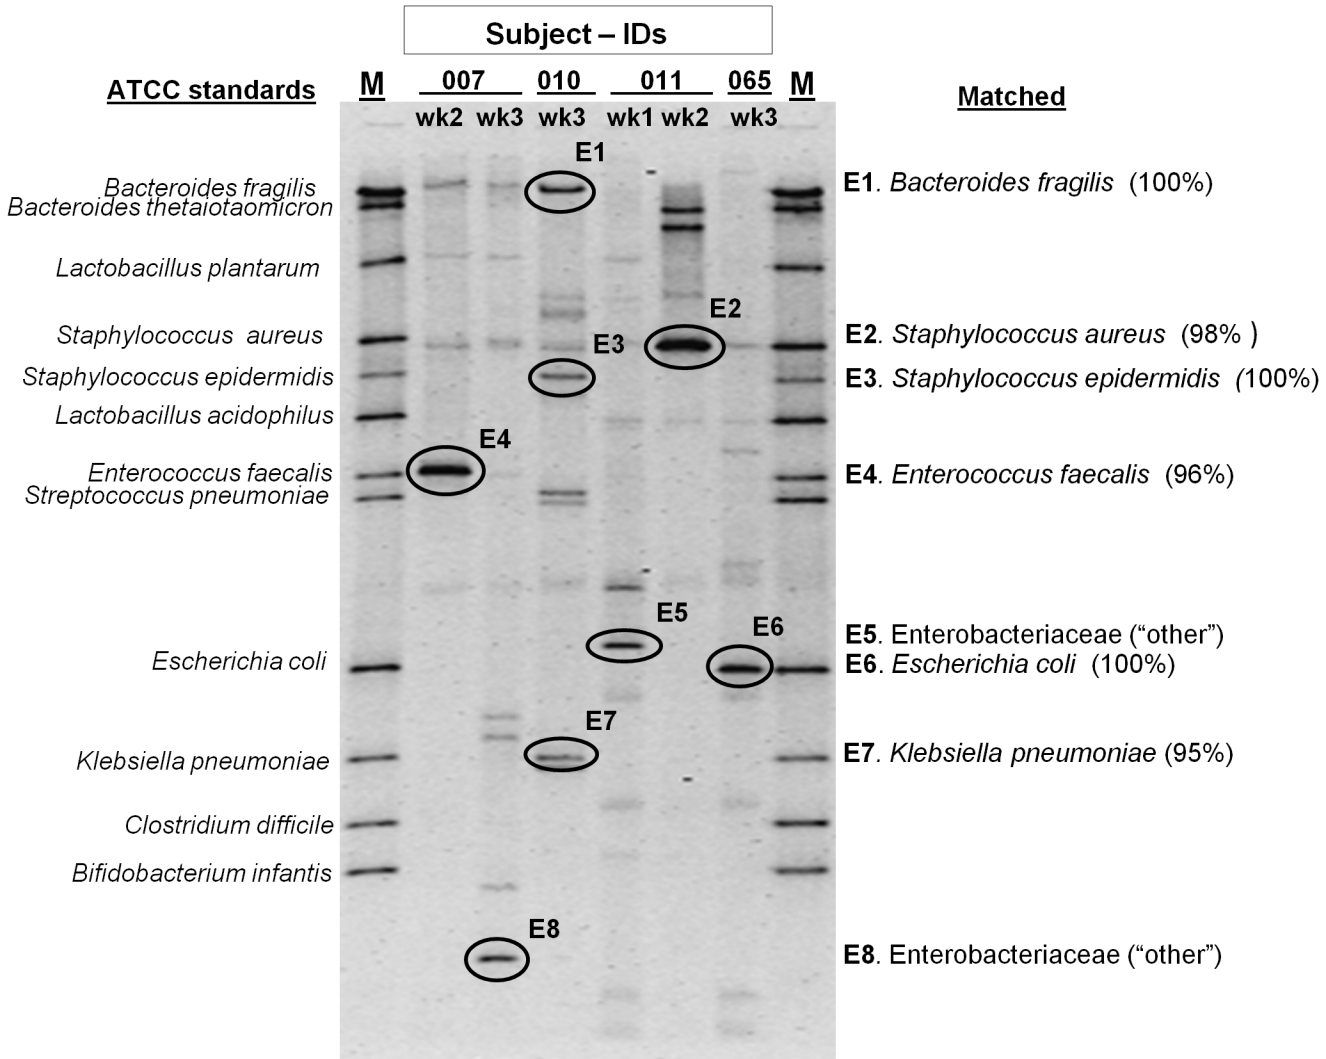 Subject – IDs
ATCC standards
M
007
010
011
065
M
Matched
wk2
wk3
wk3
wk1
wk2
wk3
E1
Bacteroides fragilis
E1. Bacteroides fragilis (100%)
Bacteroides thetaiotaomicron
Lactobacillus plantarum
E2
Staphylococcus aureus
E3
E2. Staphylococcus aureus (98% )
Staphylococcus epidermidis
E3. Staphylococcus epidermidis (100%)
Lactobacillus acidophilus
E4
Enterococcus faecalis
E4. Enterococcus faecalis (96%)
Streptococcus pneumoniae
E5
E6
E5. Enterobacteriaceae (“other”)
Escherichia coli
E6. Escherichia coli (100%)
E7
Klebsiella pneumoniae
E7. Klebsiella pneumoniae (95%)
Clostridium difficile
Bifidobacterium infantis
E8
E8. Enterobacteriaceae (“other”)